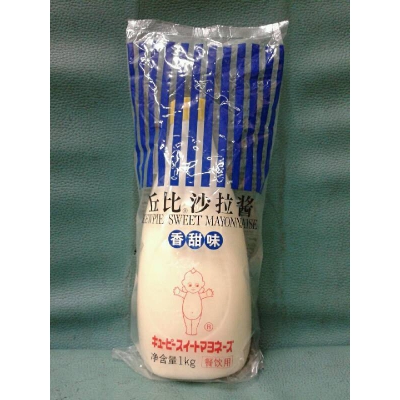 丘比 沙拉酱
KEWPIE SWEET MAYONNAISE
香甜味
®
キユーピースイートマヨネーズ
净含量1kg 餐饮用